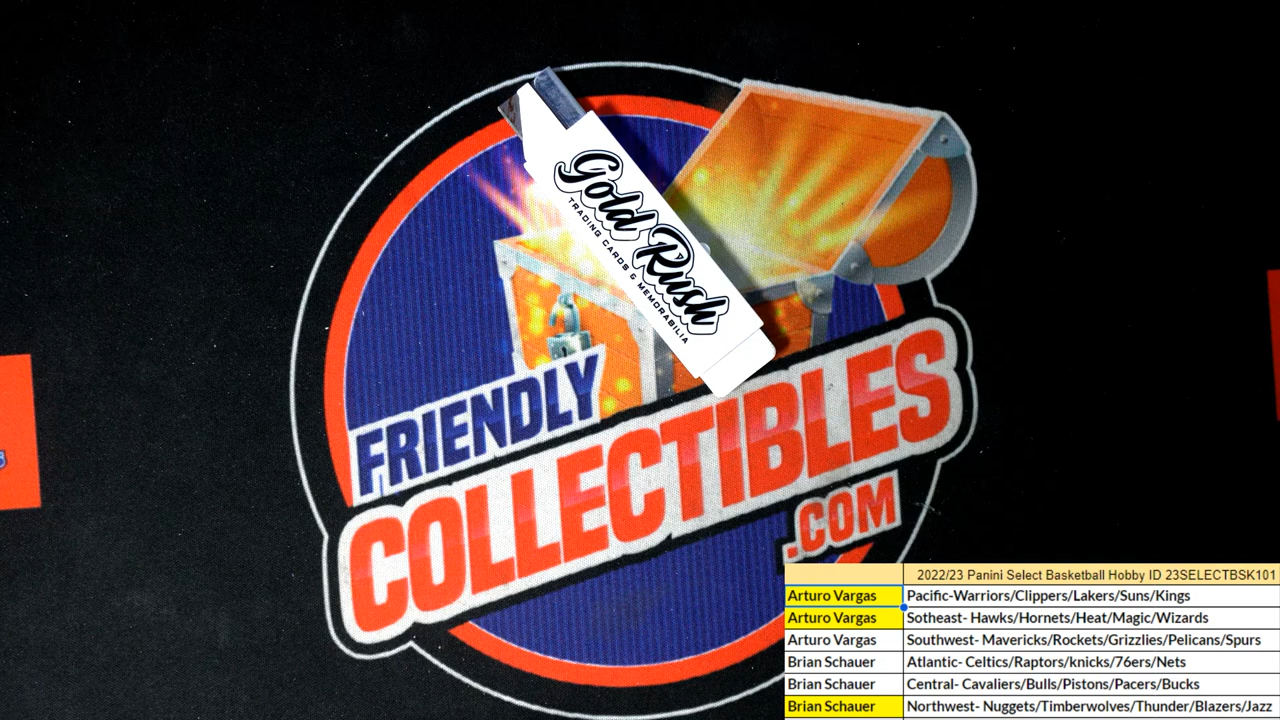 Gold Rush
TRADING CARDS & MEMORABILIA
FRIENDLY
COLLECTIBLES
.COM
2022/23 Panini Select Basketball Hobby ID 23SELECTBSK101
Arturo Vargas Pacific-Warriors/Clippers/Lakers/Suns/Kings
Arturo Vargas Sotheast- Hawks/Hornets/Heat/Magic/Wizards
Arturo Vargas Southwest- Mavericks/Rockets/Grizzlies/Pelicans/Spurs
Brian Schauer Atlantic- Celtics/Raptors/knicks/76ers/Nets
Brian Schauer Central- Cavaliers/Bulls/Pistons/Pacers/Bucks
Brian Schauer Northwest- Nuggets/Timberwolves/Thunder/Blazers/Jazz